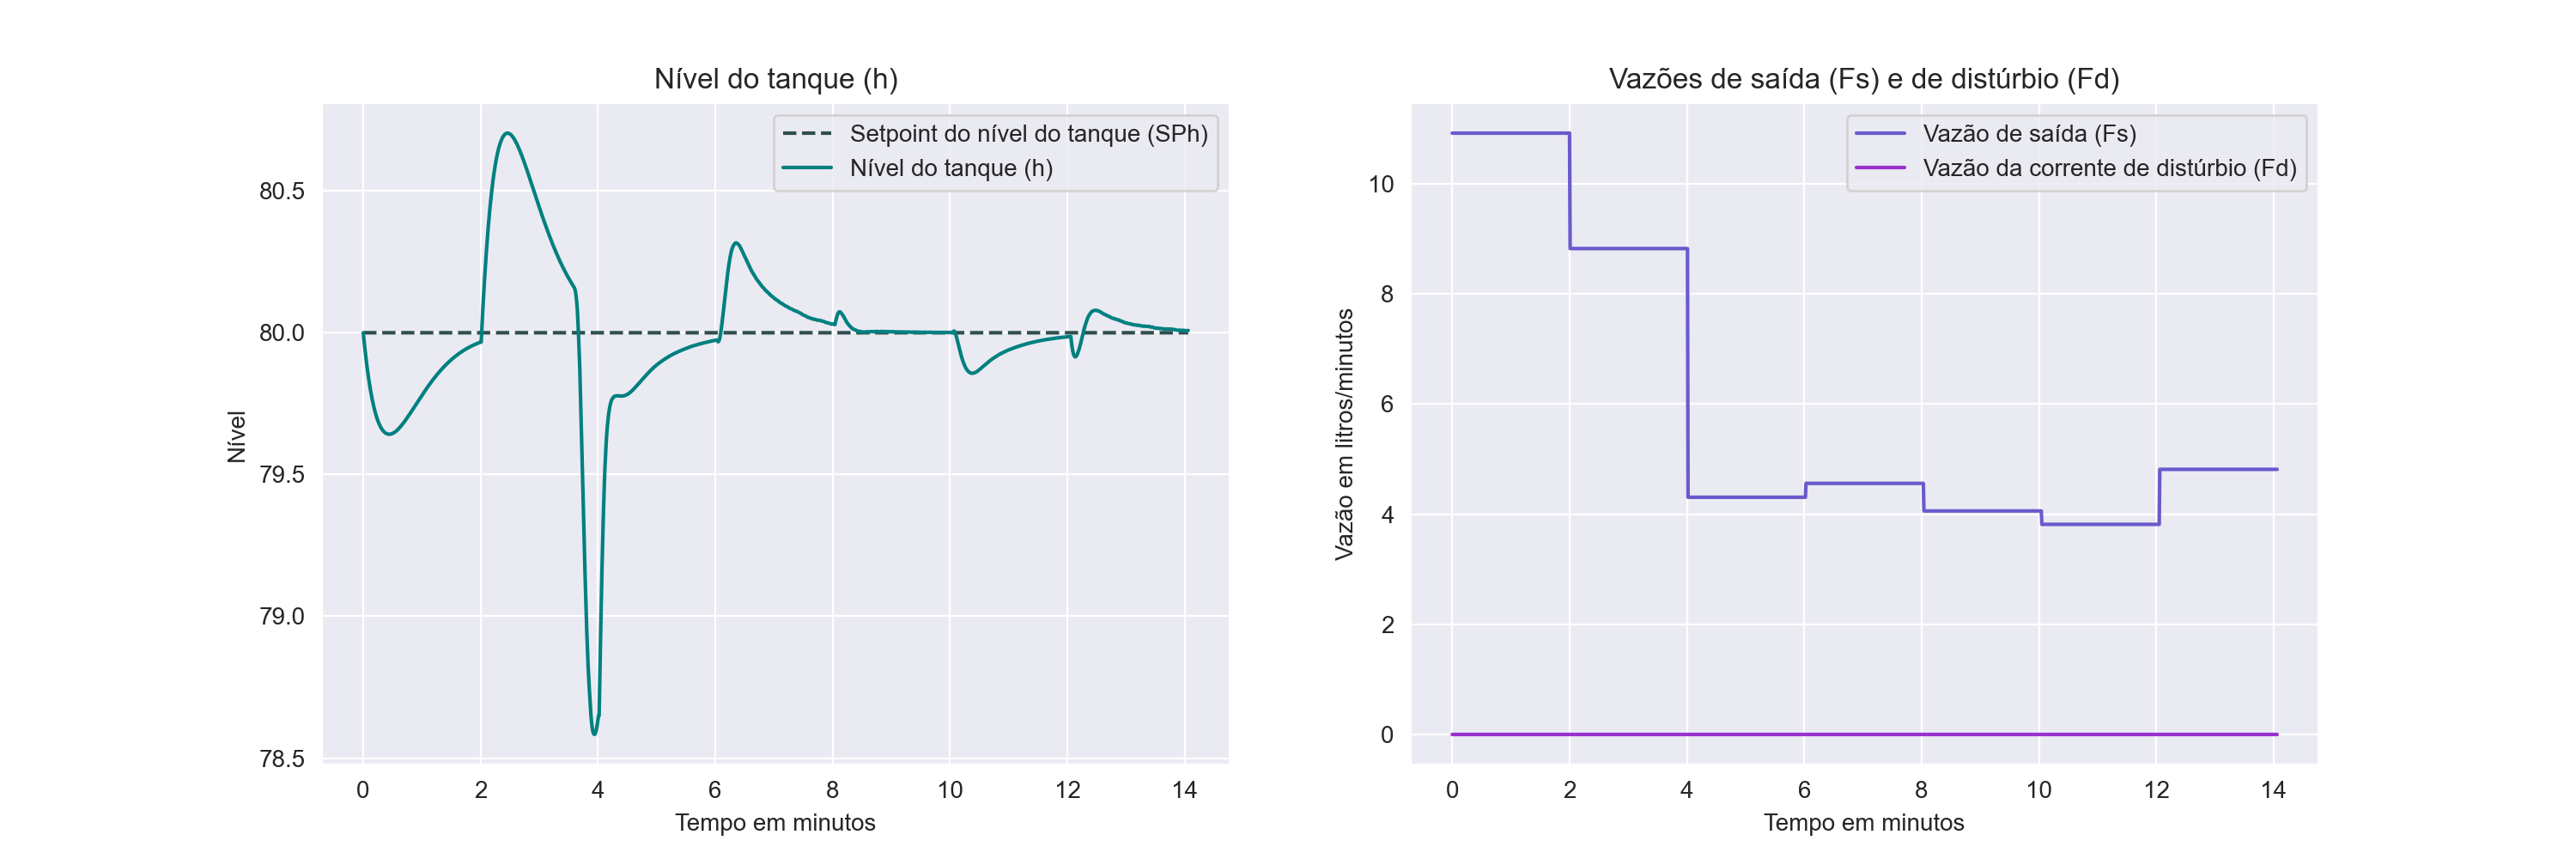 Nível do tanque (h)
Setpoint do nível do tanque (SPh)
Nível do tanque (h)
80.5
80.0
79.5
79.0
78.5
Nível
0 2 4 6 8 10 12 14
Tempo em minutos
Vazões de saída (Fs) e de distúrbio (Fd)
Vazão de saída (Fs)
Vazão da corrente de distúrbio (Fd)
10
8
6
4
2
0
Vazão em litros/minutos
0 2 4 6 8 10 12 14
Tempo em minutos